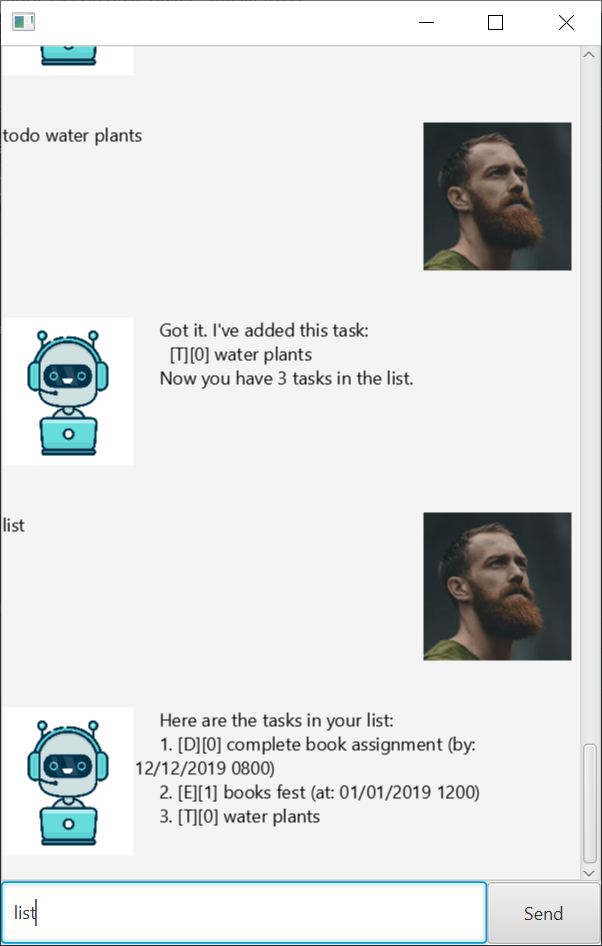 todo water plants
Got it. I've added this task:
[T][0] water plants
Now you have 3 tasks in the list.
list
Here are the tasks in your list:
1. [D][0] complete book assignment (by:
12/12/2019 0800)
2. [E][1] books fest (at: 01/01/2019 1200)
3. [T][0] water plants
list
Send